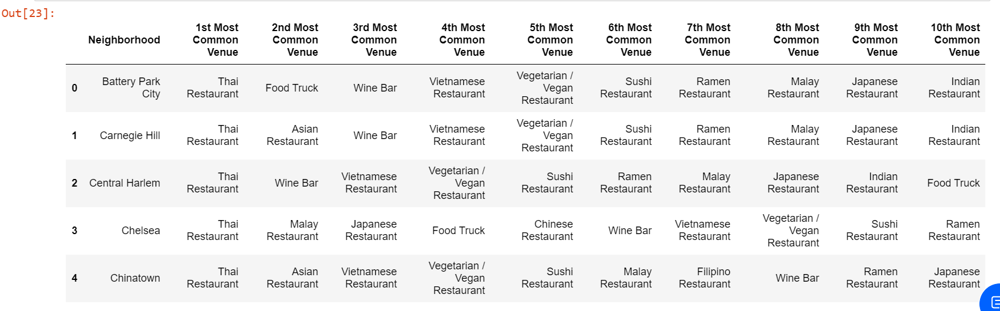 Out[23]:
Neighborhood 1st Most Common Venue 2nd Most Common Venue 3rd Most Common Venue 4th Most Common Venue 5th Most Common Venue 6th Most Common Venue 7th Most Common Venue 8th Most Common Venue 9th Most Common Venue 10th Most Common Venue
0 Battery Park City Thai Restaurant Food Truck Wine Bar Vietnamese Restaurant Vegetarian / Vegan Restaurant Sushi Restaurant Ramen Restaurant Malay Restaurant Japanese Restaurant Indian Restaurant
1 Carnegie Hill Thai Restaurant Asian Restaurant Wine Bar Vietnamese Restaurant Vegetarian / Vegan Restaurant Sushi Restaurant Ramen Restaurant Malay Restaurant Japanese Restaurant Indian Restaurant
2 Central Harlem Thai Restaurant Wine Bar Vietnamese Restaurant Vegetarian / Vegan Restaurant Sushi Restaurant Ramen Restaurant Malay Restaurant Japanese Restaurant Indian Restaurant Food Truck
3 Chelsea Thai Restaurant Malay Restaurant Japanese Restaurant Food Truck Chinese Restaurant Wine Bar Vietnamese Restaurant Vegetarian / Vegan Restaurant Sushi Restaurant Ramen Restaurant
4 Chinatown Thai Restaurant Asian Restaurant Vietnamese Restaurant Vegetarian / Vegan Restaurant Sushi Restaurant Malay Restaurant Filipino Restaurant Wine Bar Ramen Restaurant Japanese Restaurant